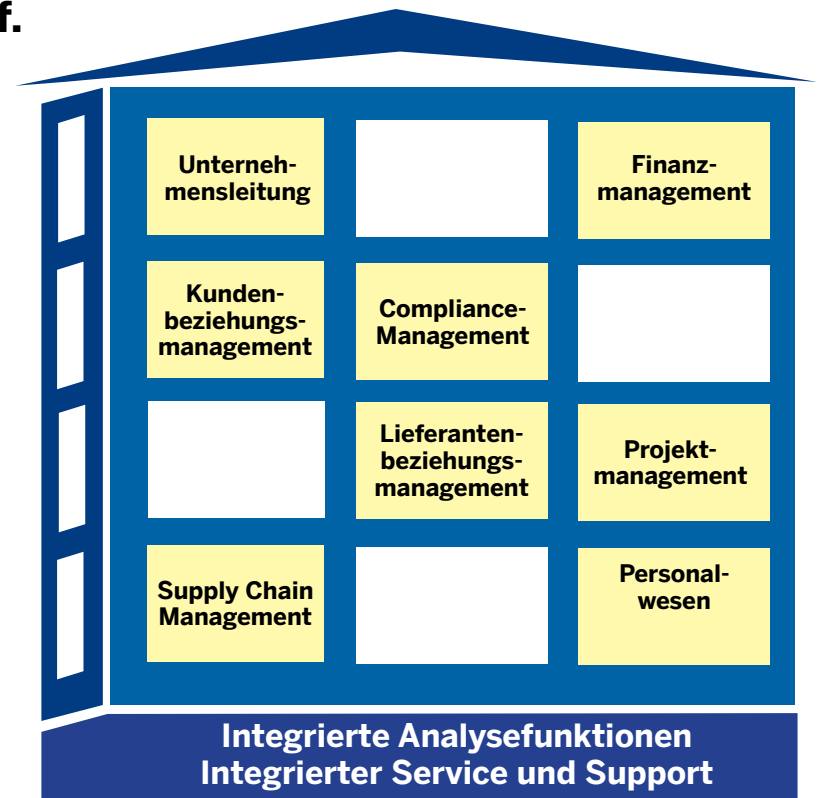 f.
Unterneh-
mensleitung
Finanz-
management
Kunden-
beziehungs-
management
Compliance-
Management
Lieferanten-
beziehungs-
management
Projekt-
management
Supply Chain
Management
Personal-
wesen
Integrierte Analysefunktionen
Integrierter Service und Support